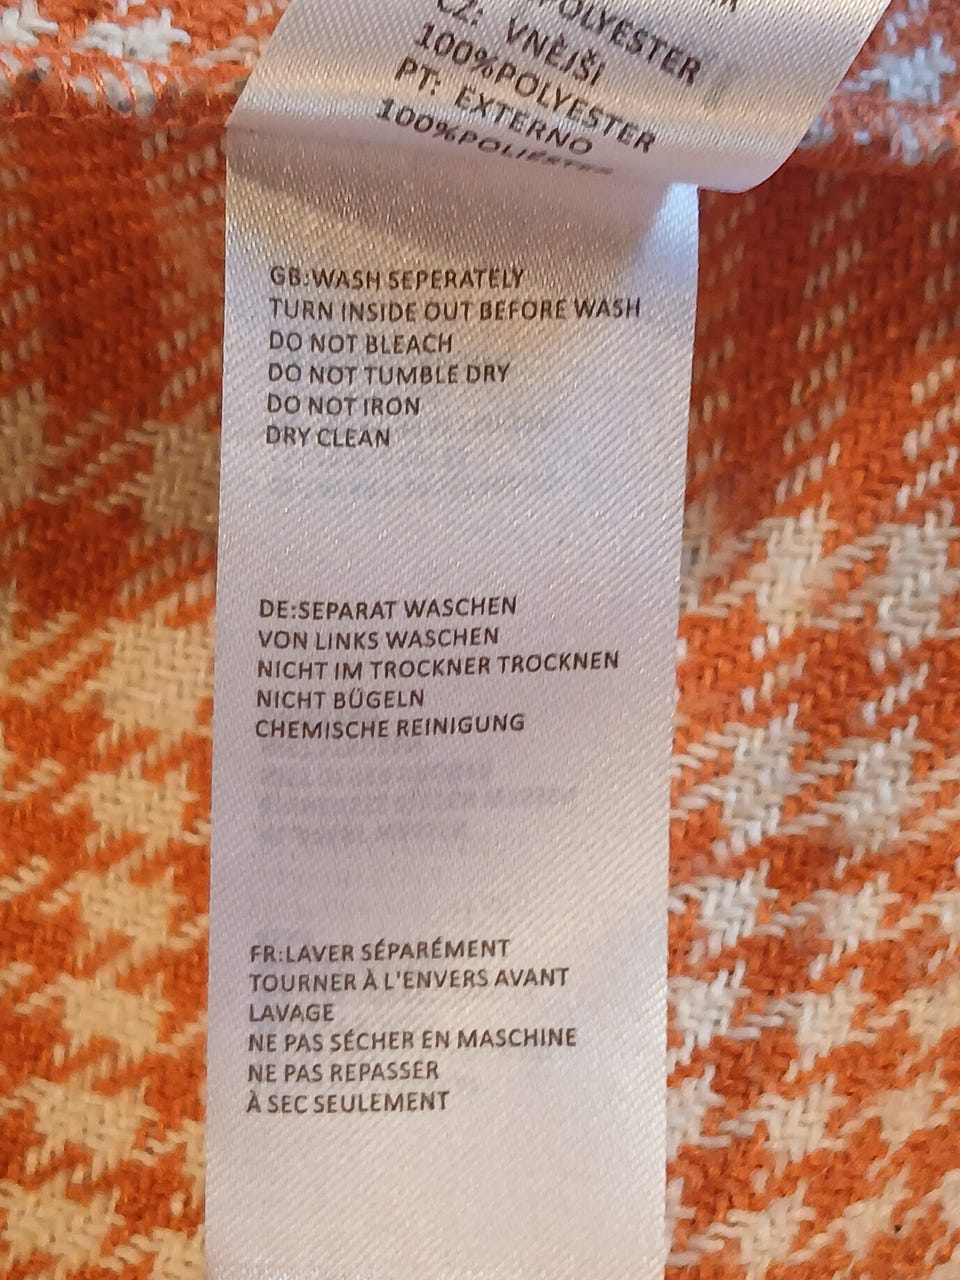 POLYESTER
CZ: VNĚJŠI
100%POLYESTER
PT: EXTERNO
100%POLIÉSTER
GB:WASH SEPERATELY
TURN INSIDE OUT BEFORE WASH
DO NOT BLEACH
DO NOT TUMBLE DRY
DO NOT IRON
DRY CLEAN
DE:SEPARAT WASCHEN
VON LINKS WASCHEN
NICHT IM TROCKNER TROCKNEN
NICHT BÜGELN
CHEMISCHE REINIGUNG
FR:LAVER SÉPARÉMENT
TOURNER À L'ENVERS AVANT
LAVAGE
NE PAS SÉCHER EN MASCHINE
NE PAS REPASSER
À SEC SEULEMENT